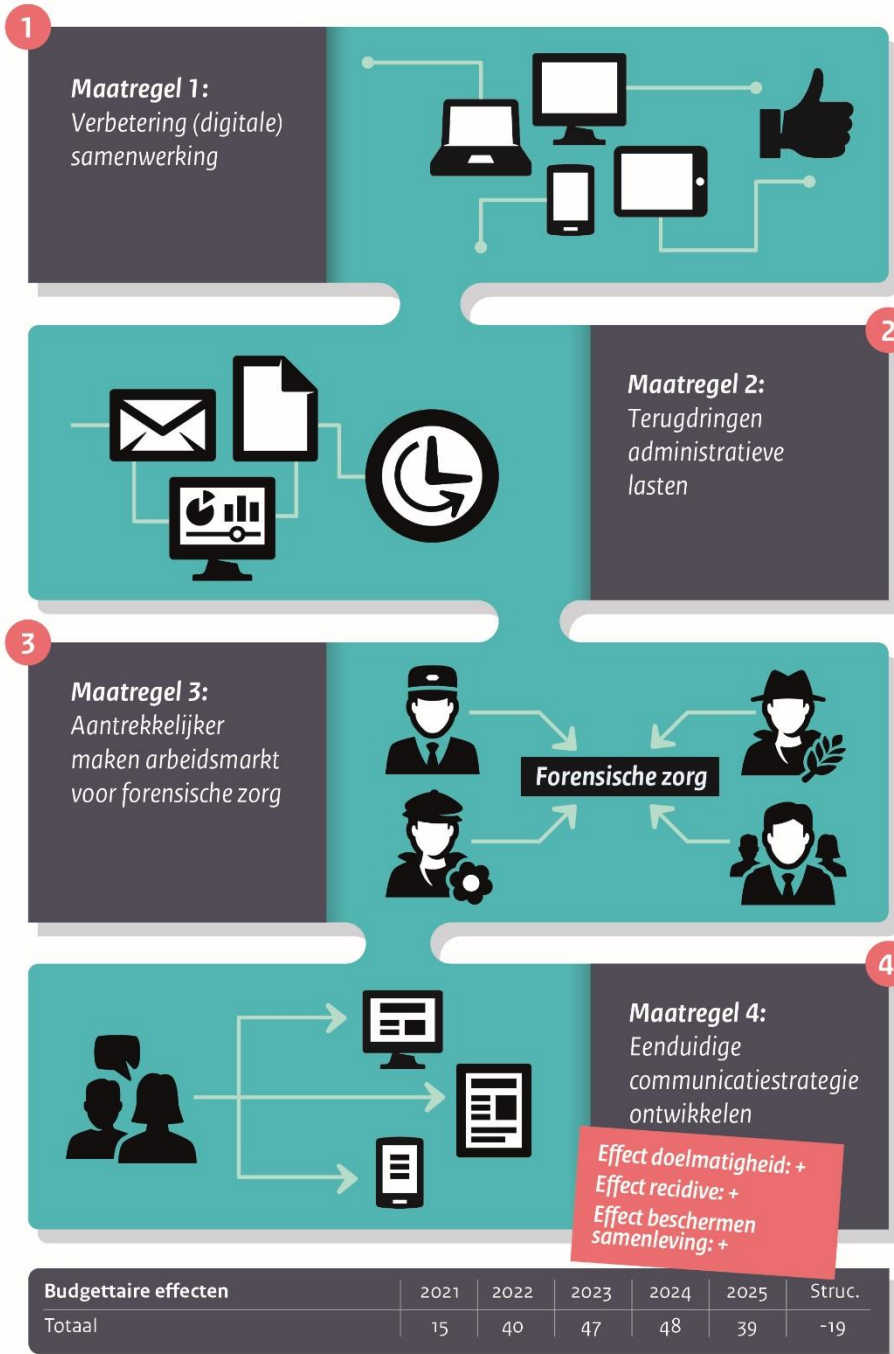 1
Maatregel 1:
Verbetering (digitale)
samenwerking
2
Maatregel 2:
Terugdringen
administratieve
lasten
3
Maatregel 3:
Aantrekkelijker
maken arbeidsmarkt
voor forensische zorg
Forensische zorg
4
Maatregel 4:
Eenduidige
communicatiestrategie
ontwikkelen
Effect doelmatigheid: +
Effect recidive: +
Effect beschermen
samenleving: +
Budgettaire effecten 2021 2022 2023 2024 2025 Struc.
Totaal 15 40 47 48 39 -19